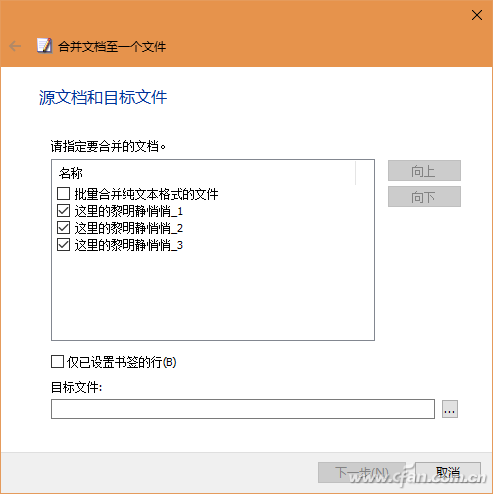 合并文档至一个文件
源文档和目标文件
请指定要合并的文档。
名称
向上
批量合并纯文本格式的文件
向下
这里的黎明静悄悄_1
这里的黎明静悄悄_2
这里的黎明静悄悄_3
仅已设置书签的行(B)
目标文件:
...
下一步(N)
取消
www.cfan.com.cn